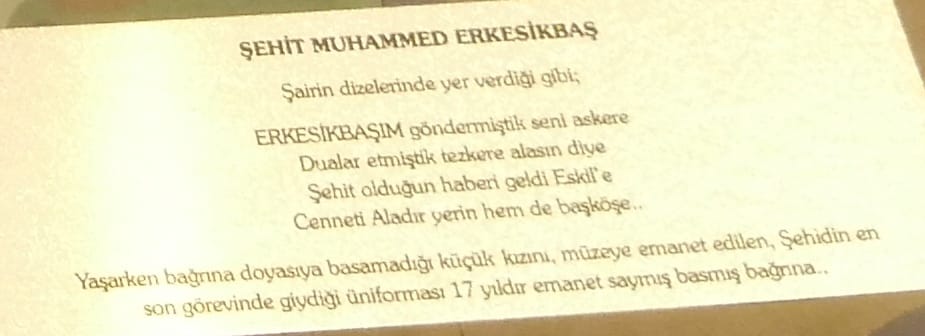 ŞEHİT MUHAMMED ERKESİKBAŞ
Şairin dizelerinde yer verdiği gibi;
ERKESİKBAŞIM göndermiştik seni askere
Dualar etmiştik tezkere alasın diye
Şehit olduğun haberi geldi Eskil'e
Cenneti Aladır yerin hem de başköşe..
Yaşarken bağrına doyasıya basamadığı küçük kızını, müzeye emanet edilen, Şehidin en
son görevinde giydiği üniforması 17 yıldır emanet saymış basmış bağrına..